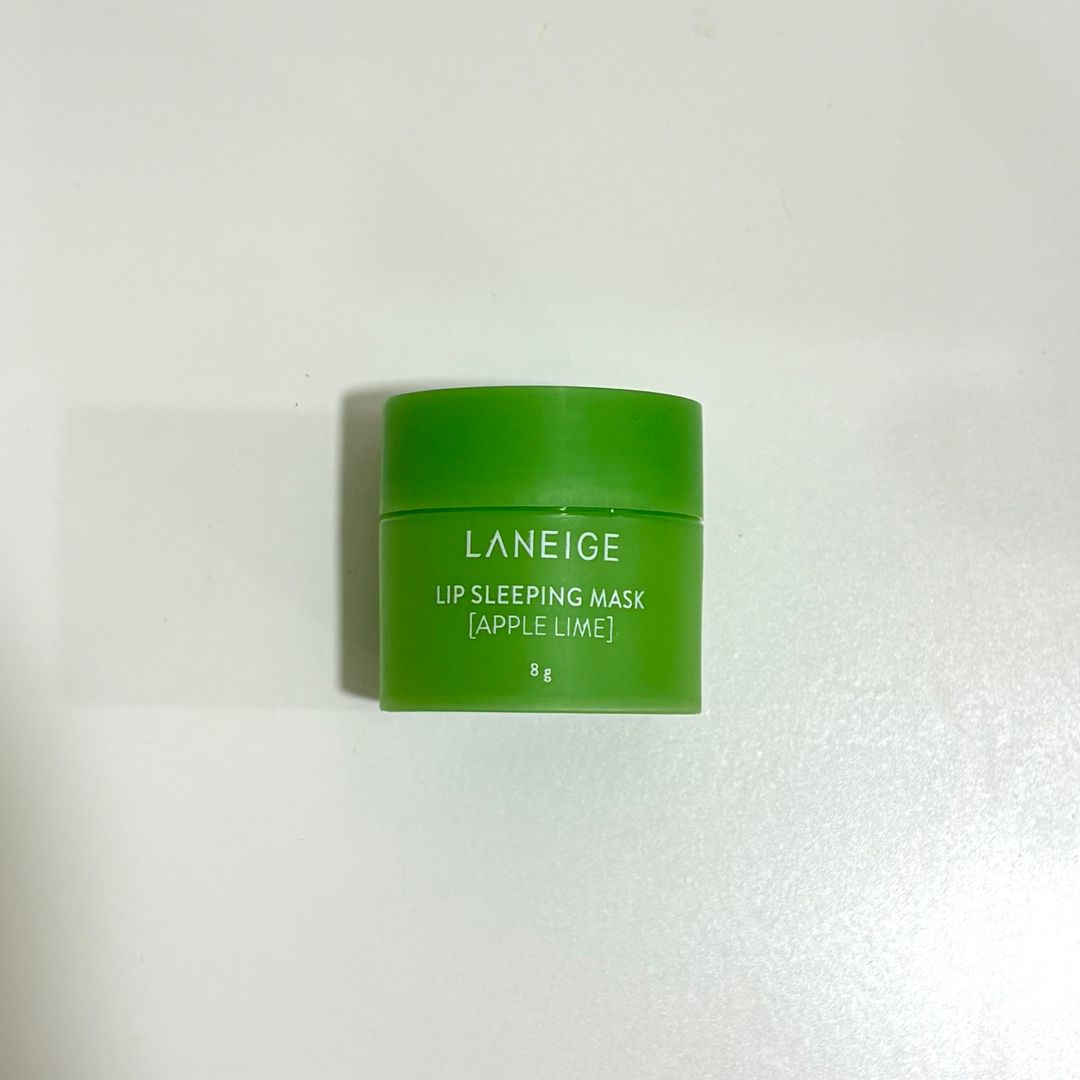 LANEIGE
LIP SLEEPING MASK
[APPLE LIME]
8 g